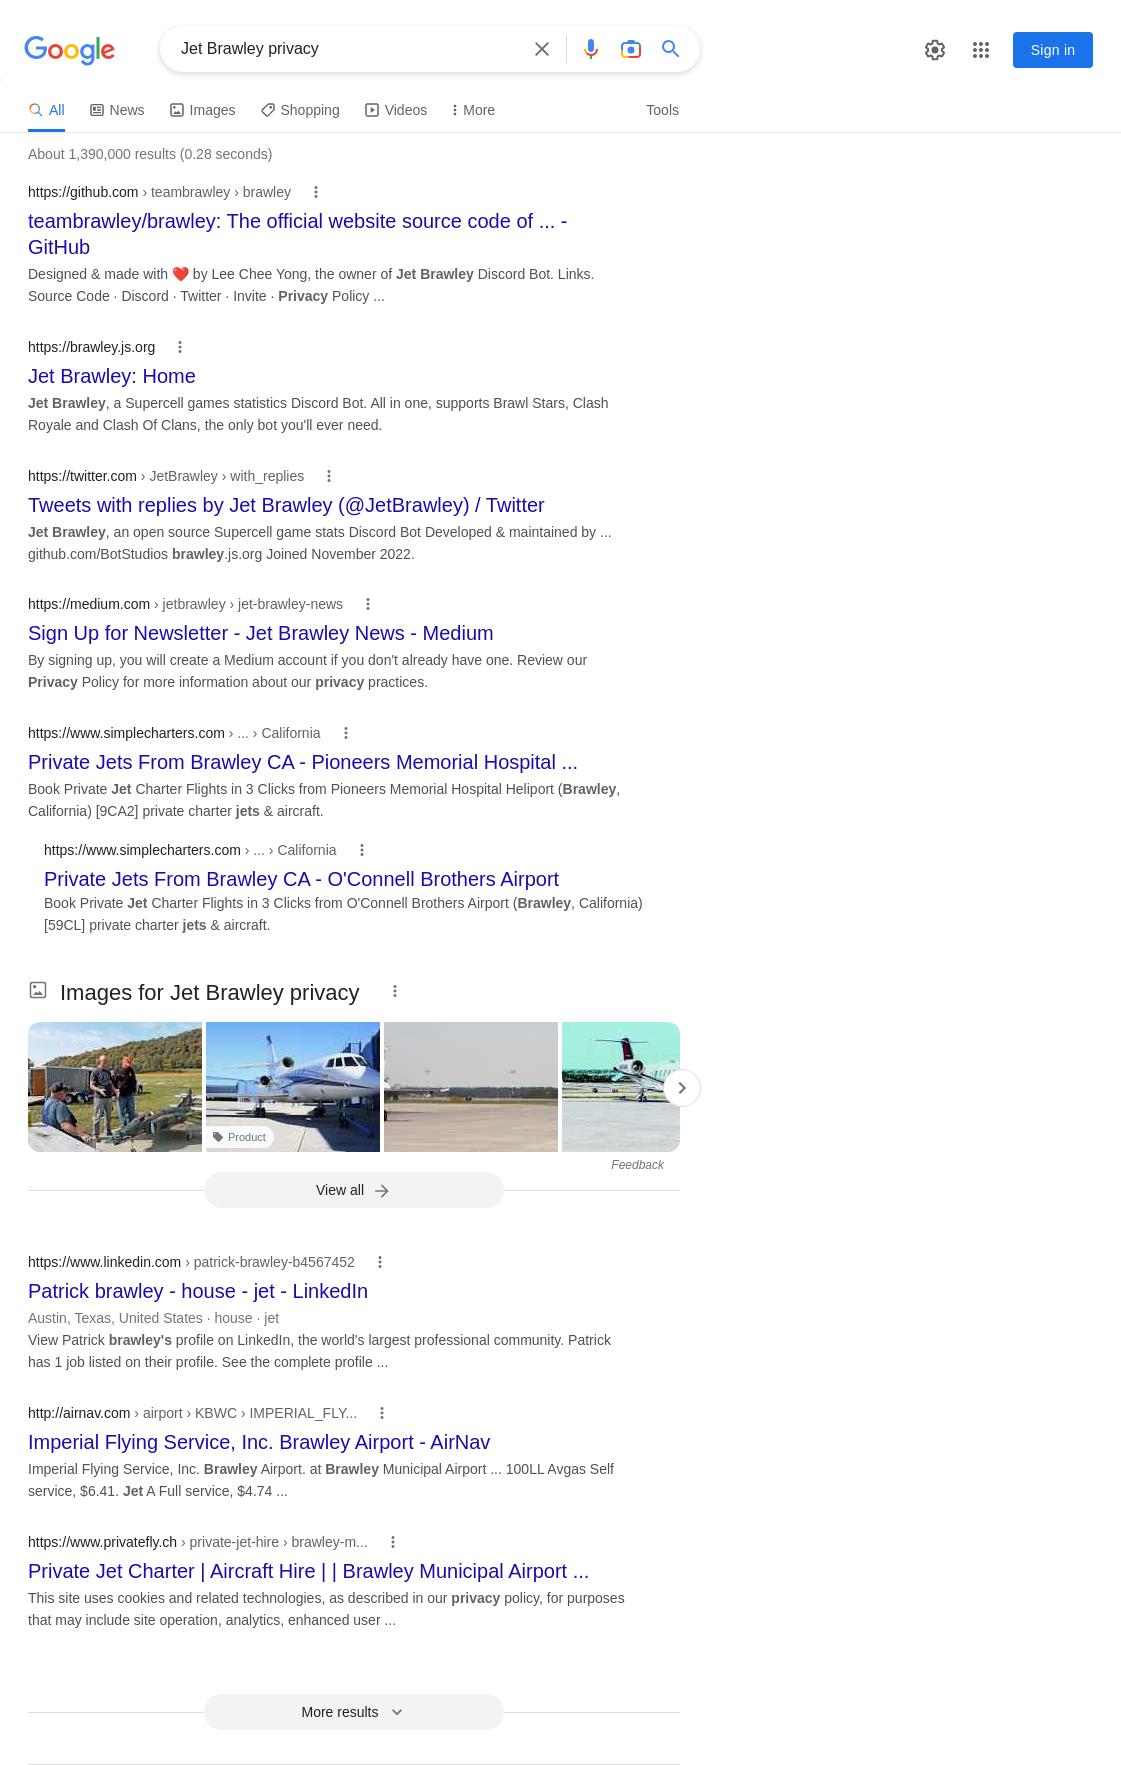 Google
Jet Brawley privacy
Sign in
All
News
Images
Shopping
Videos
More
Tools
About 1,390,000 results (0.28 seconds)
https://github.com › teambrawley › brawley
teambrawley/brawley: The official website source code of ... -
GitHub
Designed & made with ❤️ by Lee Chee Yong, the owner of Jet Brawley Discord Bot. Links.
Source Code · Discord · Twitter · Invite · Privacy Policy ...
https://brawley.js.org
Jet Brawley: Home
Jet Brawley, a Supercell games statistics Discord Bot. All in one, supports Brawl Stars, Clash
Royale and Clash Of Clans, the only bot you'll ever need.
https://twitter.com › JetBrawley › with_replies
Tweets with replies by Jet Brawley (@JetBrawley) / Twitter
Jet Brawley, an open source Supercell game stats Discord Bot Developed & maintained by ...
github.com/BotStudios brawley.js.org Joined November 2022.
https://medium.com › jetbrawley › jet-brawley-news
Sign Up for Newsletter - Jet Brawley News - Medium
By signing up, you will create a Medium account if you don't already have one. Review our
Privacy Policy for more information about our privacy practices.
https://www.simplecharters.com › ... › California
Private Jets From Brawley CA - Pioneers Memorial Hospital ...
Book Private Jet Charter Flights in 3 Clicks from Pioneers Memorial Hospital Heliport (Brawley,
California) [9CA2] private charter jets & aircraft.
https://www.simplecharters.com › ... › California
Private Jets From Brawley CA - O'Connell Brothers Airport
Book Private Jet Charter Flights in 3 Clicks from O'Connell Brothers Airport (Brawley, California)
[59CL] private charter jets & aircraft.
Images for Jet Brawley privacy
Product
Feedback
View all
https://www.linkedin.com › patrick-brawley-b4567452
Patrick brawley - house - jet - LinkedIn
Austin, Texas, United States · house · jet
View Patrick brawley's profile on LinkedIn, the world's largest professional community. Patrick
has 1 job listed on their profile. See the complete profile ...
http://airnav.com › airport › KBWC › IMPERIAL_FLY...
Imperial Flying Service, Inc. Brawley Airport - AirNav
Imperial Flying Service, Inc. Brawley Airport. at Brawley Municipal Airport ... 100LL Avgas Self
service, $6.41. Jet A Full service, $4.74 ...
https://www.privatefly.ch › private-jet-hire › brawley-m...
Private Jet Charter | Aircraft Hire | | Brawley Municipal Airport ...
This site uses cookies and related technologies, as described in our privacy policy, for purposes
that may include site operation, analytics, enhanced user ...
More results